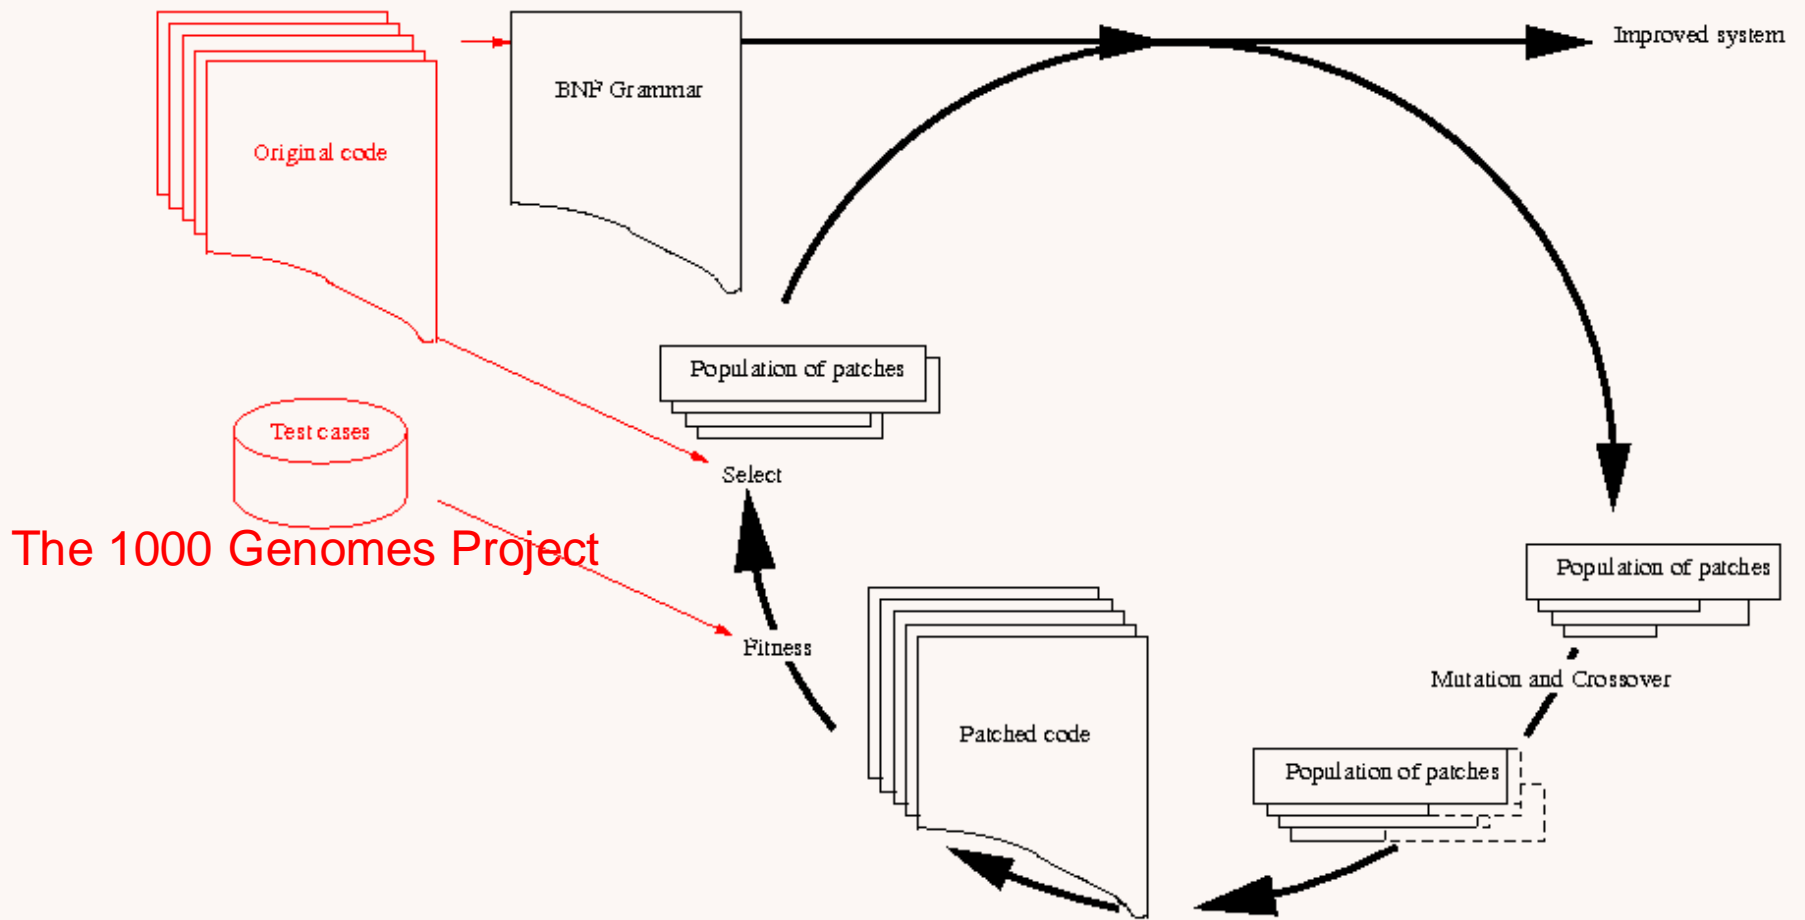 Improved system
BNF Grammar
Original code
Population of patches
Test cases
Select
The 1000 Genomes Project
Population of patches
Fitness
Mutation and Crossover
Patched code
Population of patches